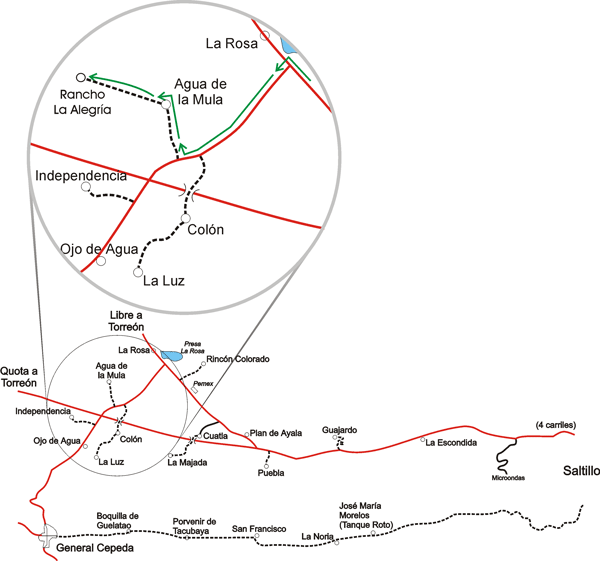 La Rosa
Agua de
la Mula
Rancho
La Alegría
Independencia
Colón
Ojo de Agua
La Luz
Libre a
Torreón
La Rosa
Presa
La Rosa
Rincón Colorado
Quota a
Torreón
Agua de
la Mula
Pemex
Independencia
Ojo de Agua
Colón
La Luz
Cuatla
La Majada
Plan de Ayala
Puebla
Guajardo
La Escondida
(4 carriles)
Microondas
Saltillo
Boquilla de
Guelatao
Porvenir de
Tacubaya
San Francisco
La Noria
José María
Morelos
(Tanque Roto)
General Cepeda